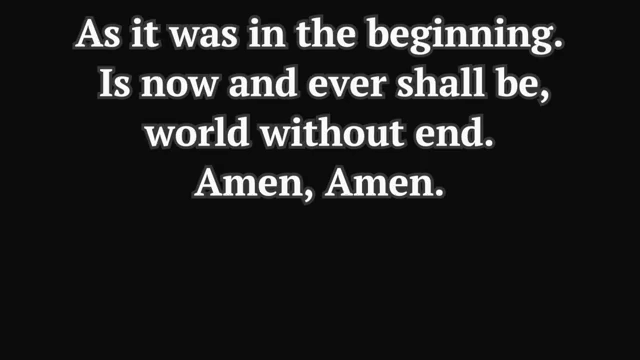 As it was in the beginning.
Is now and ever shall be,
world without end.
Amen, Amen.